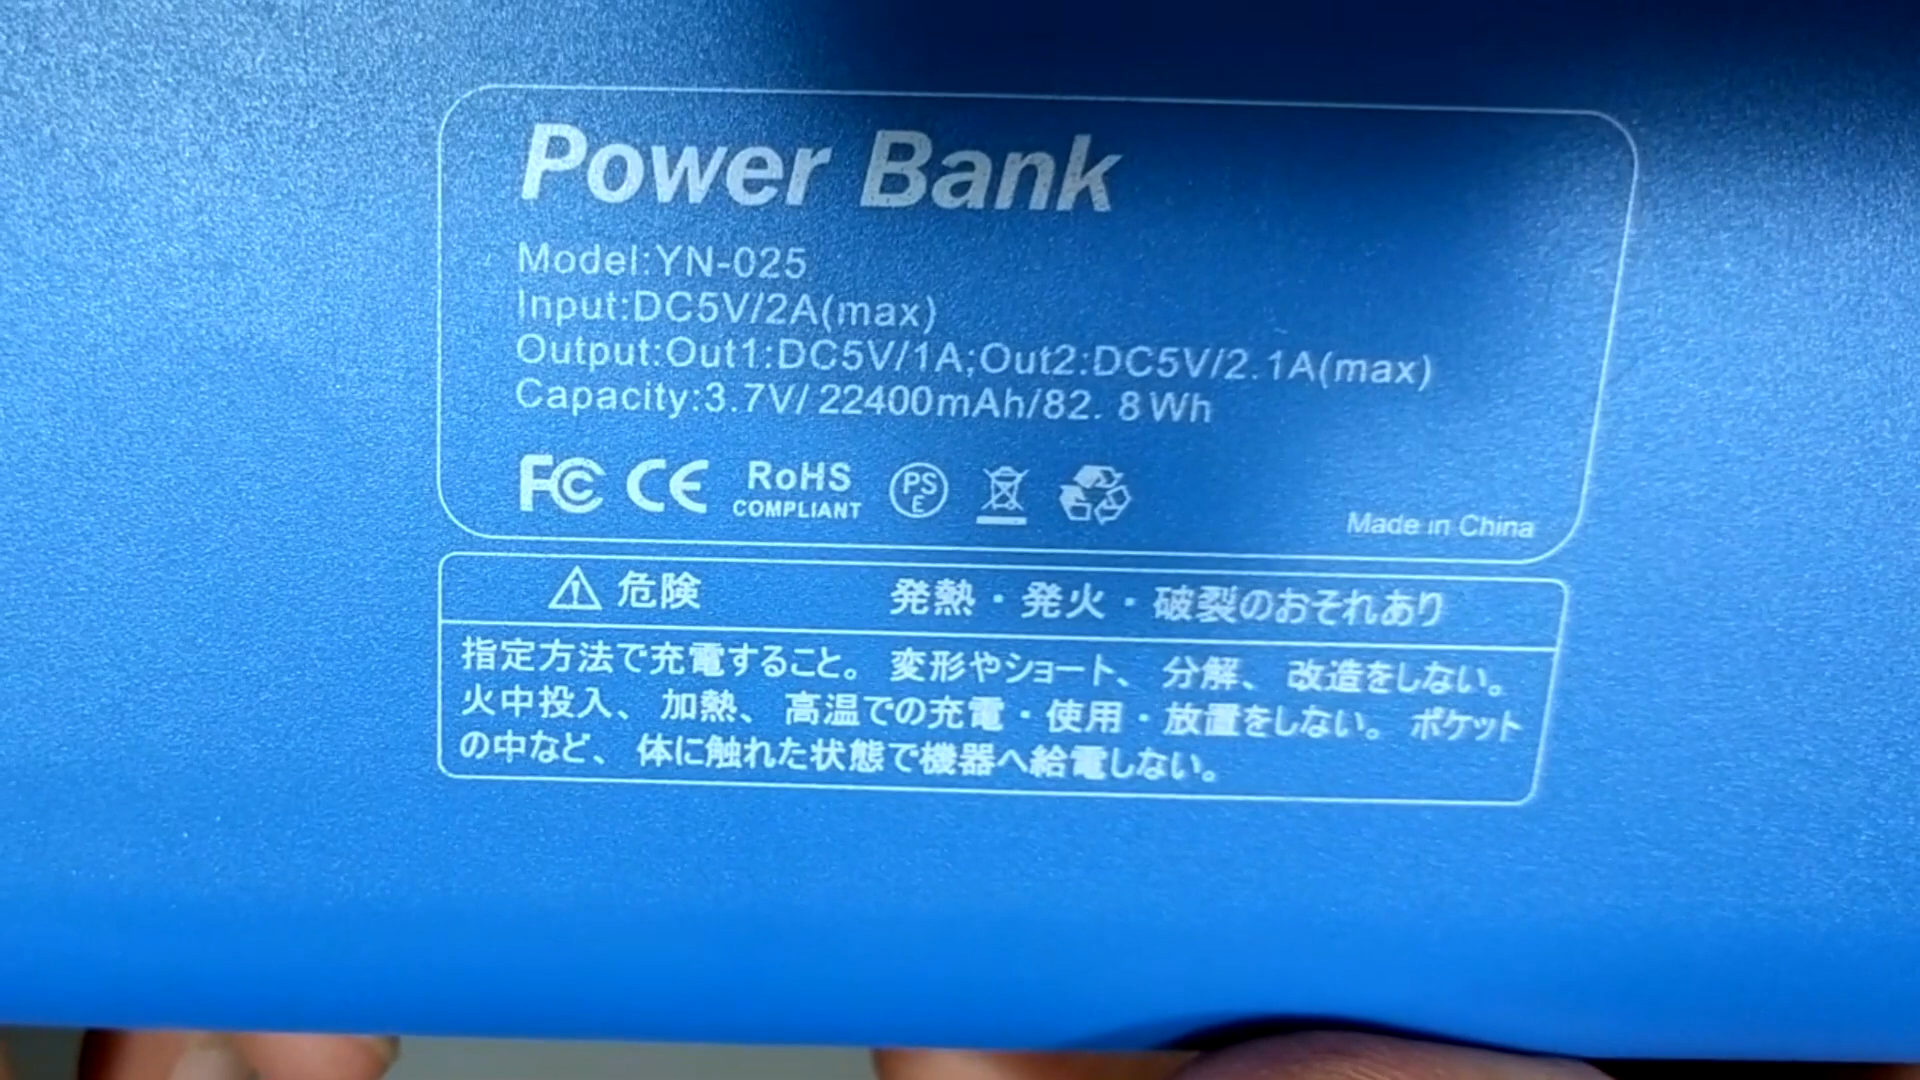 Power Bank
Model:YN-025
Input:DC5V/2A(max)
Output:Out1:DC5V/1A;Out2:DC5V/2.1A(max)
Capacity:3.7V/ 22400mAh/82. 8Wh
FC CE RoHS PS
COMPLIANT E
Made in China
危険 発熱・発火・破裂のおそれあり
指定方法で充電すること。 変形やショート、 分解、 改造をしない。
火中投入、 加熱、 高温での充電・使用・放置をしない。 ポケット
の中など、 体に触れた状態で機器へ給電しない。